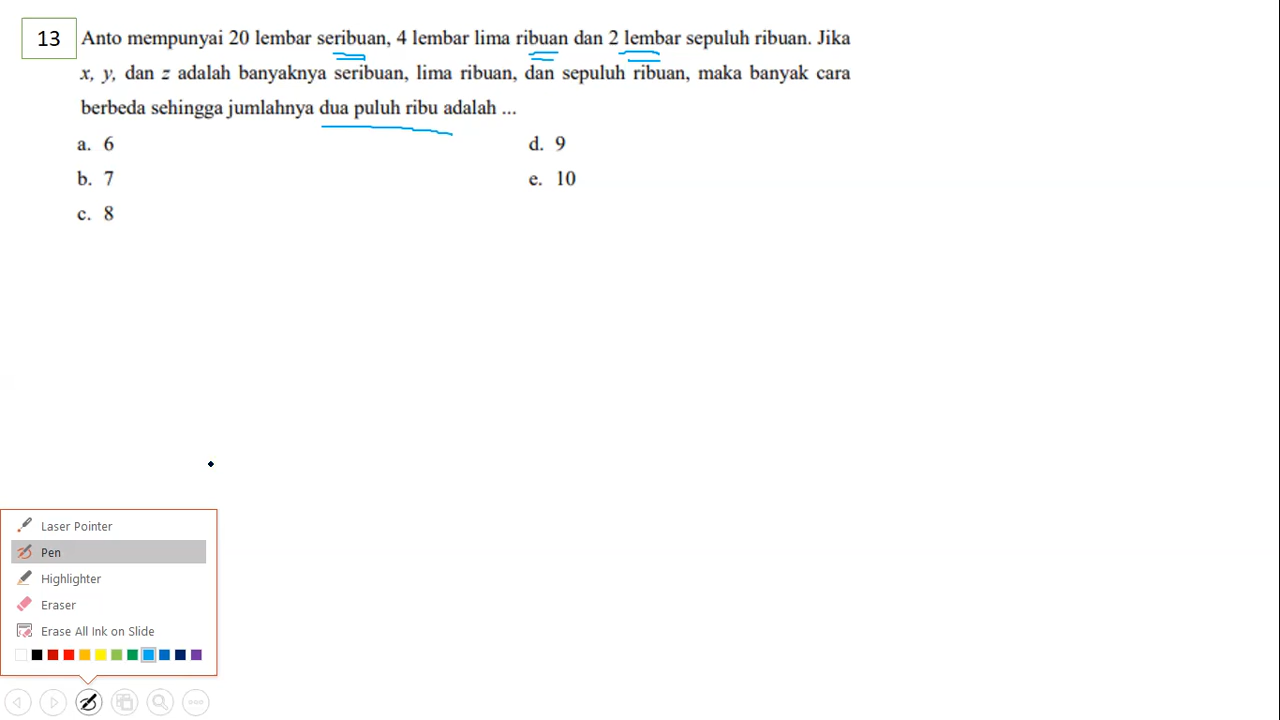 13 Anto mempunyai 20 lembar seribuan, 4 lembar lima ribuan dan 2 lembar sepuluh ribuan. Jika
x, y, dan z adalah banyaknya seribuan, lima ribuan, dan sepuluh ribuan, maka banyak cara
berbeda sehingga jumlahnya dua puluh ribu adalah ...
a. 6
b. 7
c. 8
d. 9
e. 10
Laser Pointer
Pen
Highlighter
Eraser
Erase All Ink on Slide